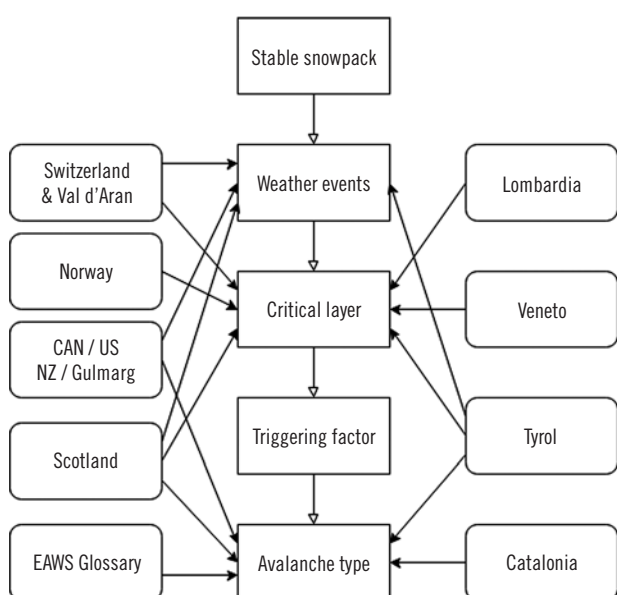 Stable snowpack
Switzerland
& Val d’Aran
Weather events
Lombardia
Norway
Critical layer
Veneto
CAN / US
NZ / Gulmarg
Scotland
Triggering factor
Tyrol
EAWS Glossary
Avalanche type
Catalonia